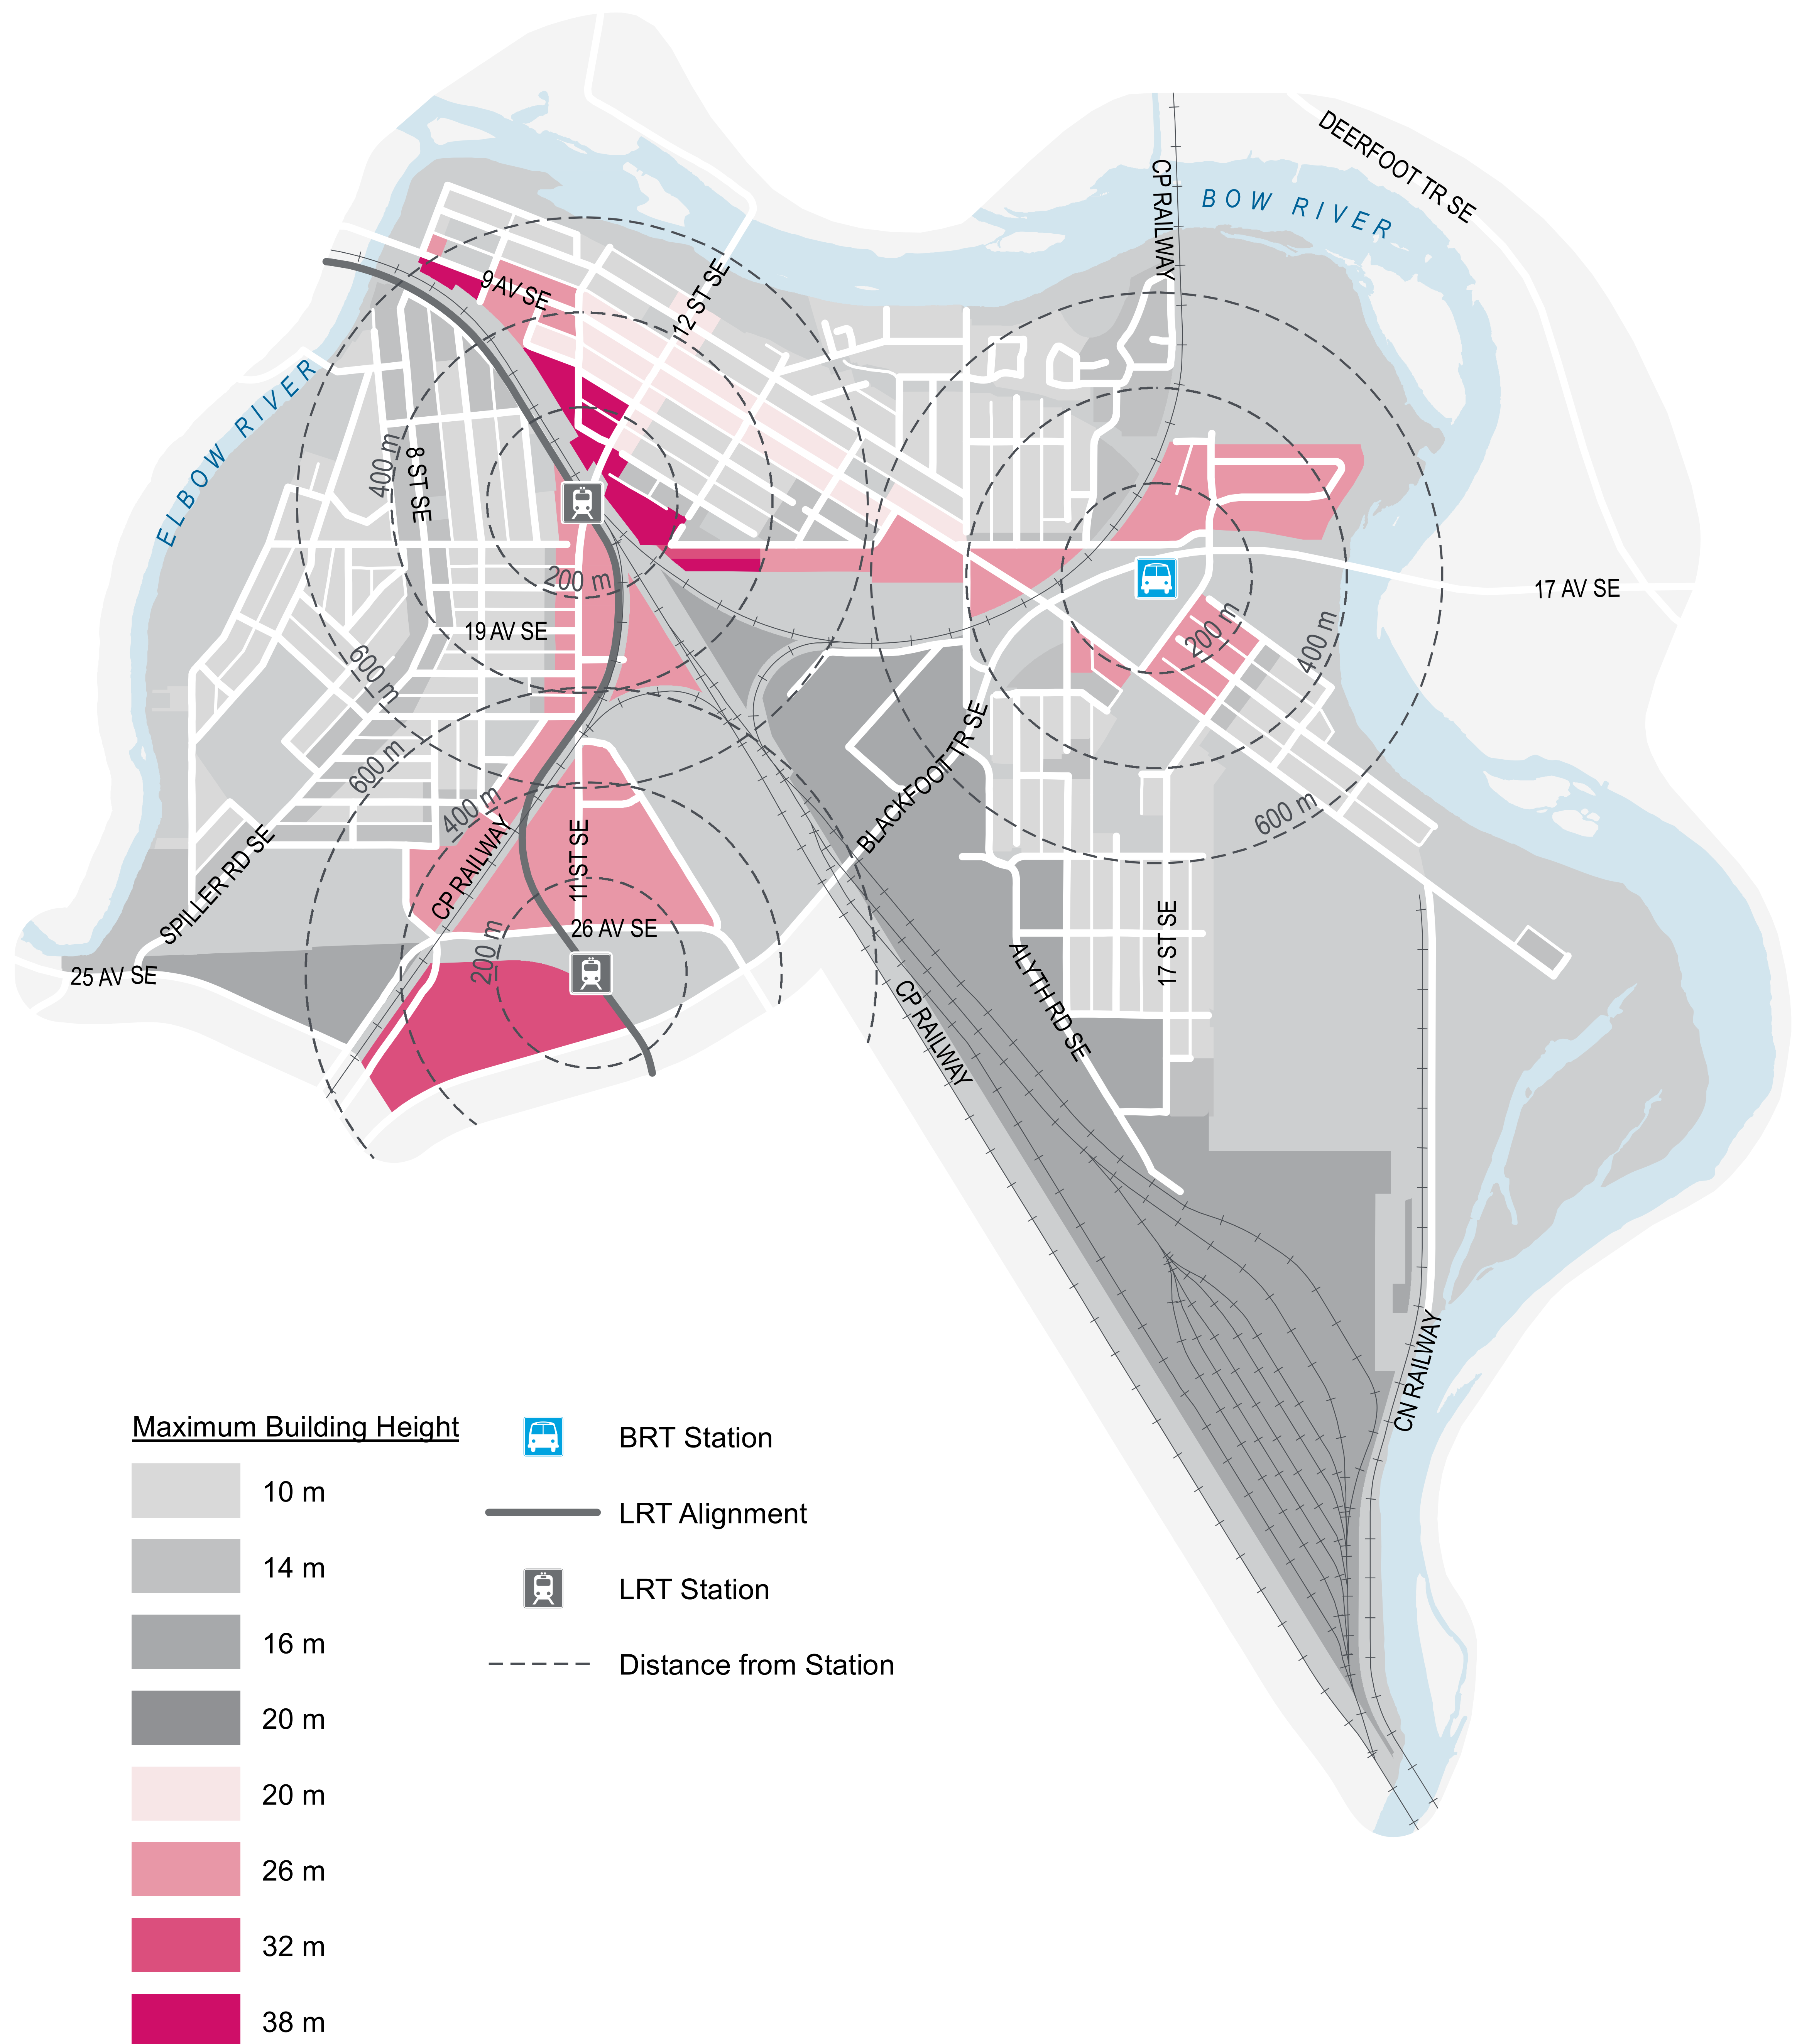 DEERFOOT TR SE
CP RAILWAY
BOW RIVER
9 AV SE
12 ST SE
ELBOW RIVER
400 m
8 ST SE
200 m
17 AV SE
19 AV SE
200 m
400 m
600 m
600 m
400 m
600 m
BLACKFOOT TR SE
CP RAILWAY
11 ST SE
SPILLER RD SE
26 AV SE
200 m
25 AV SE
17 ST SE
ALYTH RD SE
CP RAILWAY
CN RAILWAY
Maximum Building Height
10 m
14 m
16 m
20 m
20 m
26 m
32 m
38 m
BRT Station
LRT Alignment
LRT Station
Distance from Station